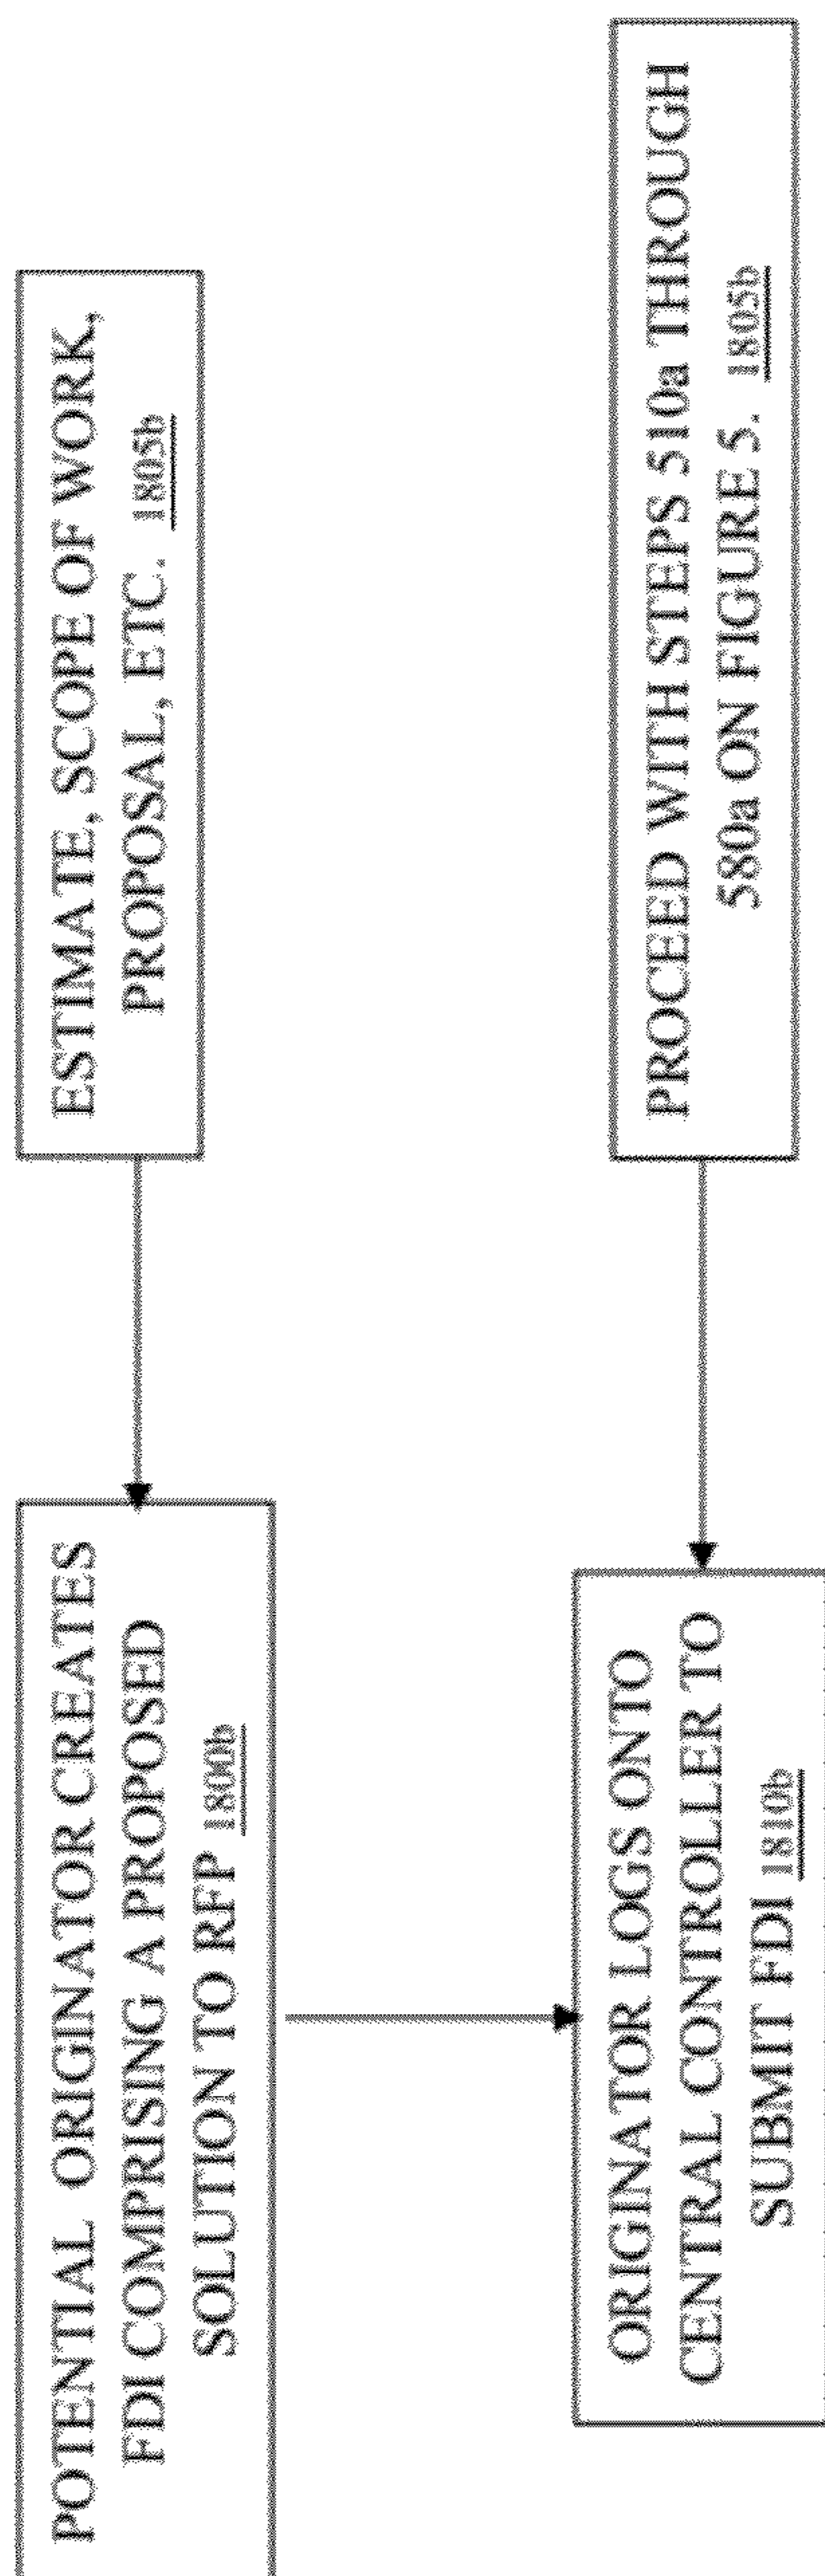 POTENTIAL ORIGINATOR CREATES
FDI COMPRISING A PROPOSED
SOLUTION TO RFP 1800b
ESTIMATE, SCOPE OF WORK,
PROPOSAL, ETC. 1805b
ORIGINATOR LOGS ONTO
CENTRAL CONTROLLER TO
SUBMIT FDI 1810b
PROCEED WITH STEPS 510a THROUGH
580a ON FIGURE 5. 1805b